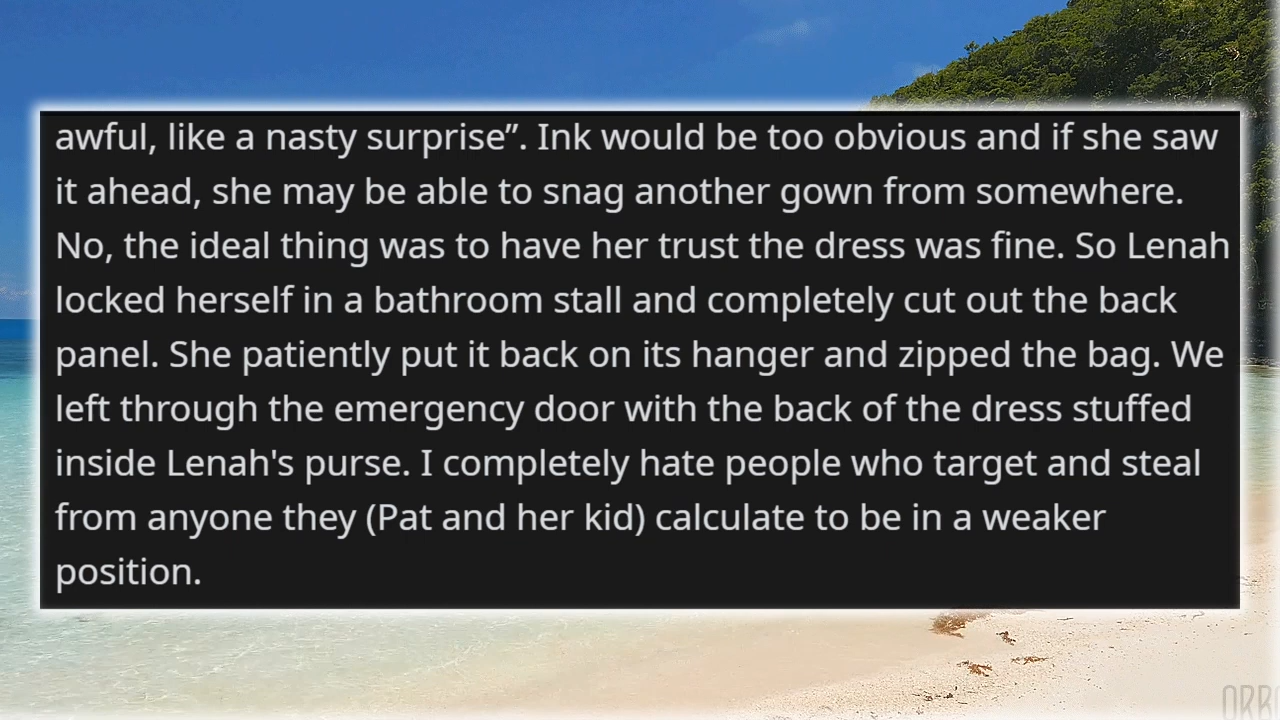 awful, like a nasty surprise”. Ink would be too obvious and if she saw
it ahead, she may be able to snag another gown from somewhere.
No, the ideal thing was to have her trust the dress was fine. So Lenah
locked herself in a bathroom stall and completely cut out the back
panel. She patiently put it back on its hanger and zipped the bag. We
left through the emergency door with the back of the dress stuffed
inside Lenah's purse. I completely hate people who target and steal
from anyone they (Pat and her kid) calculate to be in a weaker
position.